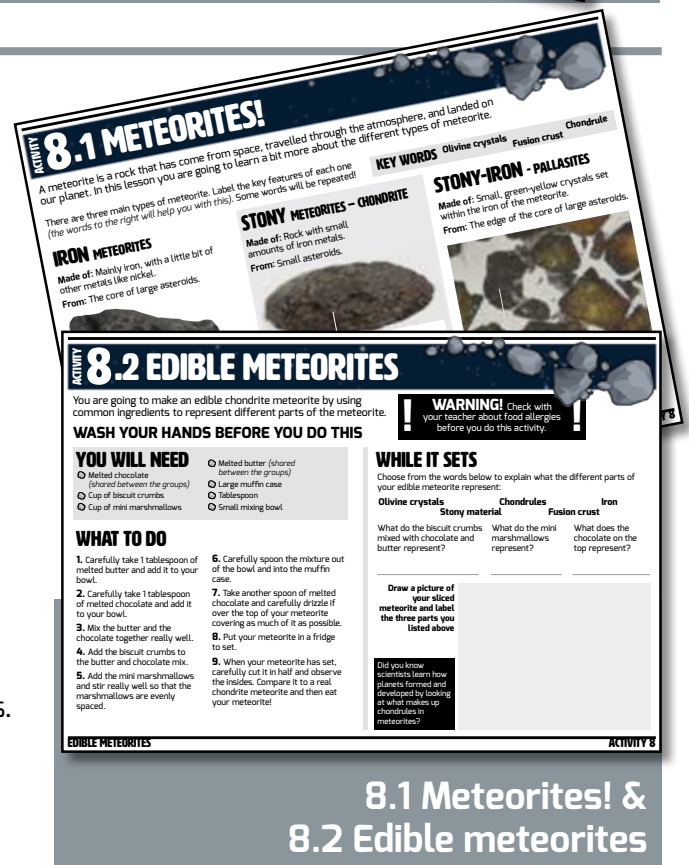 ACTIVITY
8.1 METEORITES!
A meteorite is a rock that has come from space, travelled through the atmosphere, and landed on
our planet. In this lesson you are going to learn a bit more about the different types of meteorite.
There are three main types of meteorite. Label the key features of each one
(the words to the right will help you with this). Some words will be repeated!
KEY WORDS Olivine crystals Fusion crust Chondrule
IRON METEORITES
Made of: Mainly iron, with a little bit of
other metals like nickel.
From: The core of large asteroids.
STONY METEORITES – CHONDRITE
Made of: Rock with small
amounts of iron metals.
From: Small asteroids.
STONY-IRON - PALLASITES
Made of: Small, green-yellow crystals set
within the iron of the meteorite.
From: The edge of the core of large asteroids.
Y 8
ACTIVITY
8.2 EDIBLE METEORITES
You are going to make an edible chondrite meteorite by using
common ingredients to represent different parts of the meteorite.
WASH YOUR HANDS BEFORE YOU DO THIS
! WARNING! Check with !
your teacher about food allergies
before you do this activity.
YOU WILL NEED
Melted chocolate
(shared between the groups)
Cup of biscuit crumbs
Cup of mini marshmallows
Melted butter (shared
between the groups)
Large muffin case
Tablespoon
Small mixing bowl
WHAT TO DO
1. Carefully take 1 tablespoon of
melted butter and add it to your
bowl.
2. Carefully take 1 tablespoon
of melted chocolate and add it
to your bowl.
3. Mix the butter and the
chocolate together really well.
4. Add the biscuit crumbs to
the butter and chocolate mix.
5. Add the mini marshmallows
and stir really well so that the
marshmallows are evenly
spaced.
6. Carefully spoon the mixture out
of the bowl and into the muffin
case.
7. Take another spoon of melted
chocolate and carefully drizzle if
over the top of your meteorite
covering as much of it as possible.
8. Put your meteorite in a fridge
to set.
9. When your meteorite has set,
carefully cut it in half and observe
the insides. Compare it to a real
chondrite meteorite and then eat
your meteorite!
WHILE IT SETS
Choose from the words below to explain what the different parts of
your edible meteorite represent:
Olivine crystals Chondrules Iron
Stony material Fusion crust
What do the biscuit crumbs
mixed with chocolate and
butter represent?
What do the mini
marshmallows
represent?
What does the
chocolate on the
top represent?
Draw a picture of
your sliced
meteorite and label
the three parts you
listed above
Did you know
scientists learn how
planets formed and
developed by looking
at what makes up
chondrules in
meteorites?
EDIBLE METEORITES
ACTIVITY 8
s.
8.1 Meteorites! &
8.2 Edible meteorites